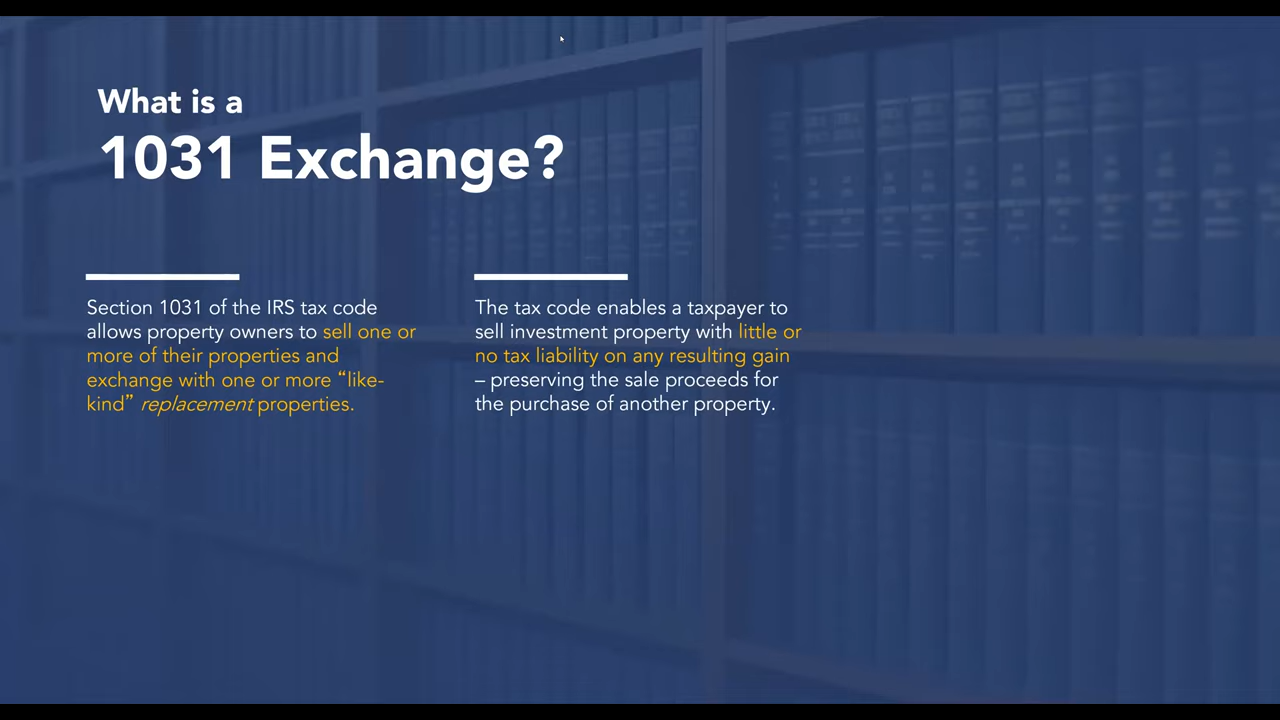 What is a
1031 Exchange?
Section 1031 of the IRS tax code
allows property owners to sell one or
more of their properties and
exchange with one or more “like-
kind” replacement properties.
The tax code enables a taxpayer to
sell investment property with little or
no tax liability on any resulting gain
– preserving the sale proceeds for
the purchase of another property.